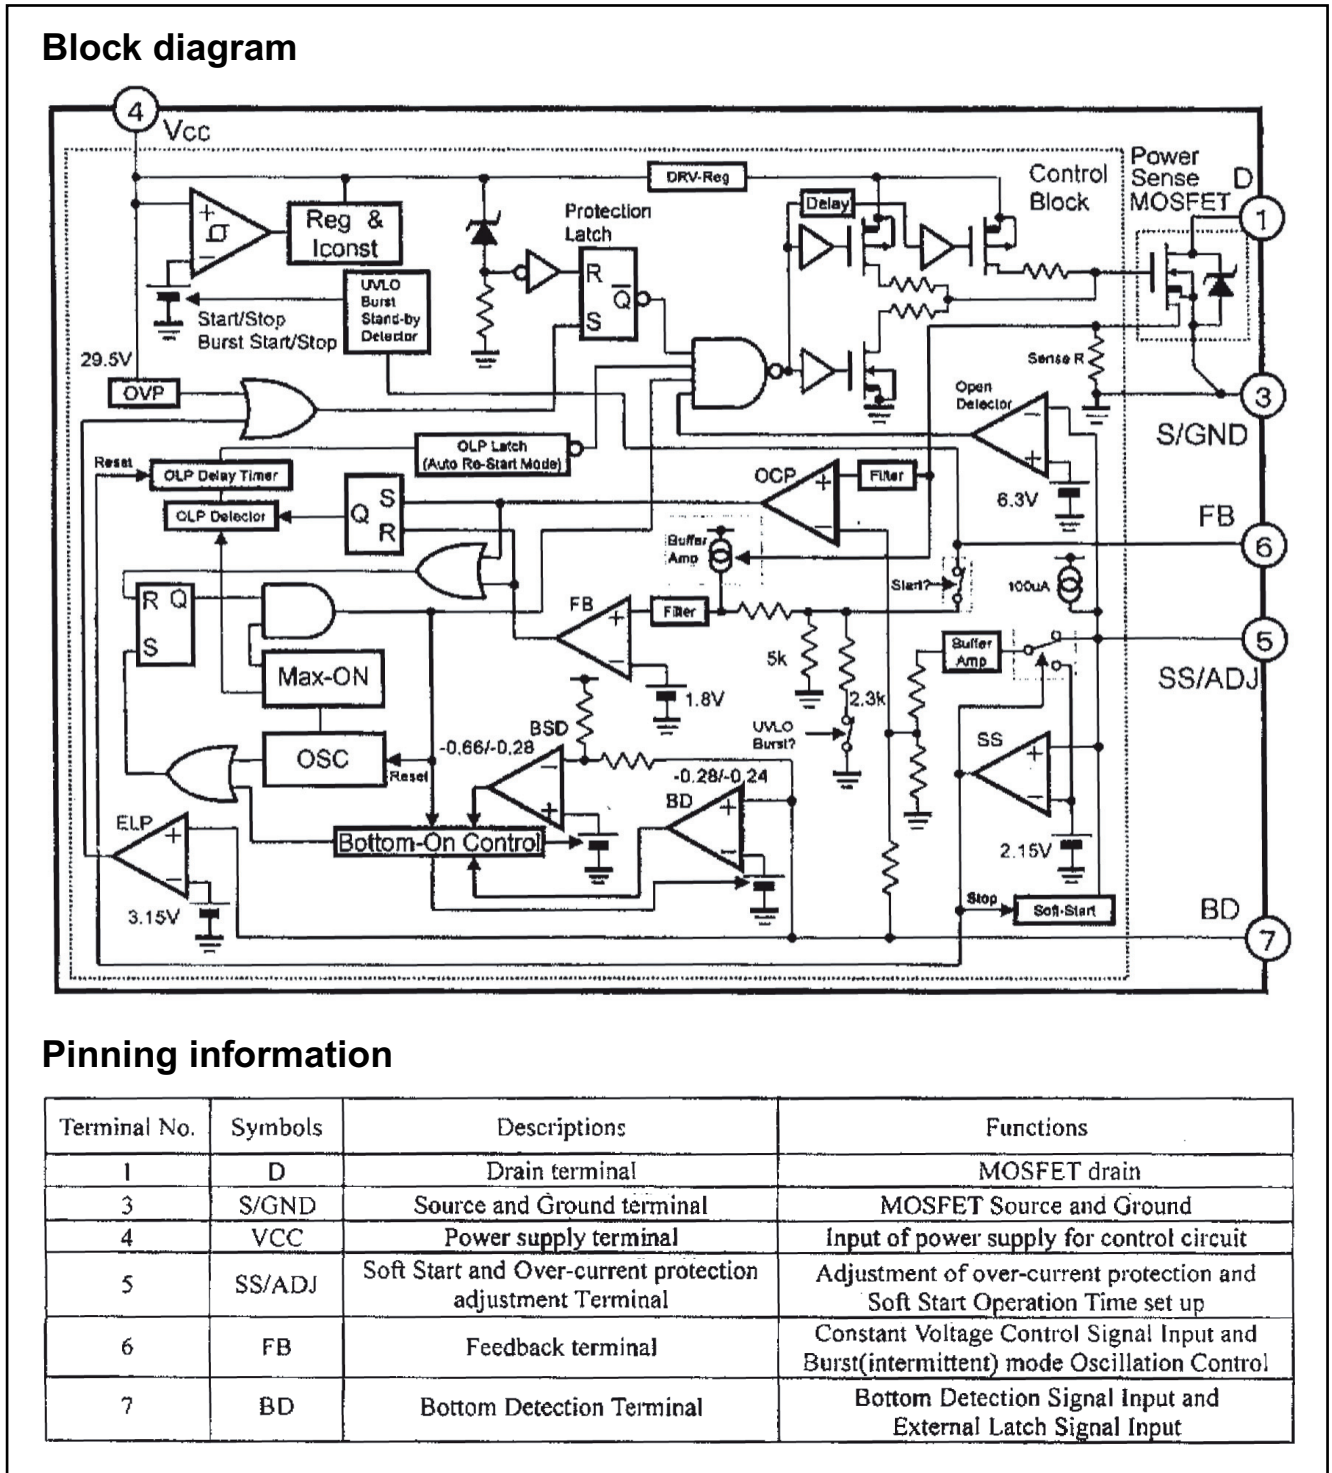 Block diagram
4
Vcc
DRV-Reg
Control
Block
Power
Sense
MOSFET
D
1
Delay
Protection
Latch
+
−
Reg &
Iconst
R
Q
S
UVLO
Burst
Stand-by
Detector
Start/Stop
Burst Start/Stop
29.5V
OVP
Sense R
Open
Detector
−
+
3
S/GND
6.3V
OLP Latch
(Auto Re-Start Mode)
Reset
OLP Delay Timer
OLP Detector
Q
S
R
OCP
+
−
Filter
FB
6
Buffer
Amp
Start?
100uA
R Q
S
FB
+
−
Filter
5k
2.3k
Buffer
Amp
5
SS/ADJ
Max-ON
1.8V
UVLO
Burst?
OSC
Reset
BSD
-0.66/-0.28
−
+
-0.28/-0.24
BD
+
−
SS
+
−
2.15V
ELP
+
−
3.15V
Bottom-On Control
Stop
Soft-Start
BD
7
Pinning information
Terminal No. Symbols Descriptions Functions
1 D Drain terminal MOSFET drain
3 S/GND Source and Ground terminal MOSFET Source and Ground
4 VCC Power supply terminal Input of power supply for control circuit
5 SS/ADJ Soft Start and Over-current protection
adjustment Terminal
Adjustment of over-current protection and
Soft Start Operation Time set up
6 FB Feedback terminal
Constant Voltage Control Signal Input and
Burst(intermittent) mode Oscillation Control
7 BD Bottom Detection Terminal
Bottom Detection Signal Input and
External Latch Signal Input